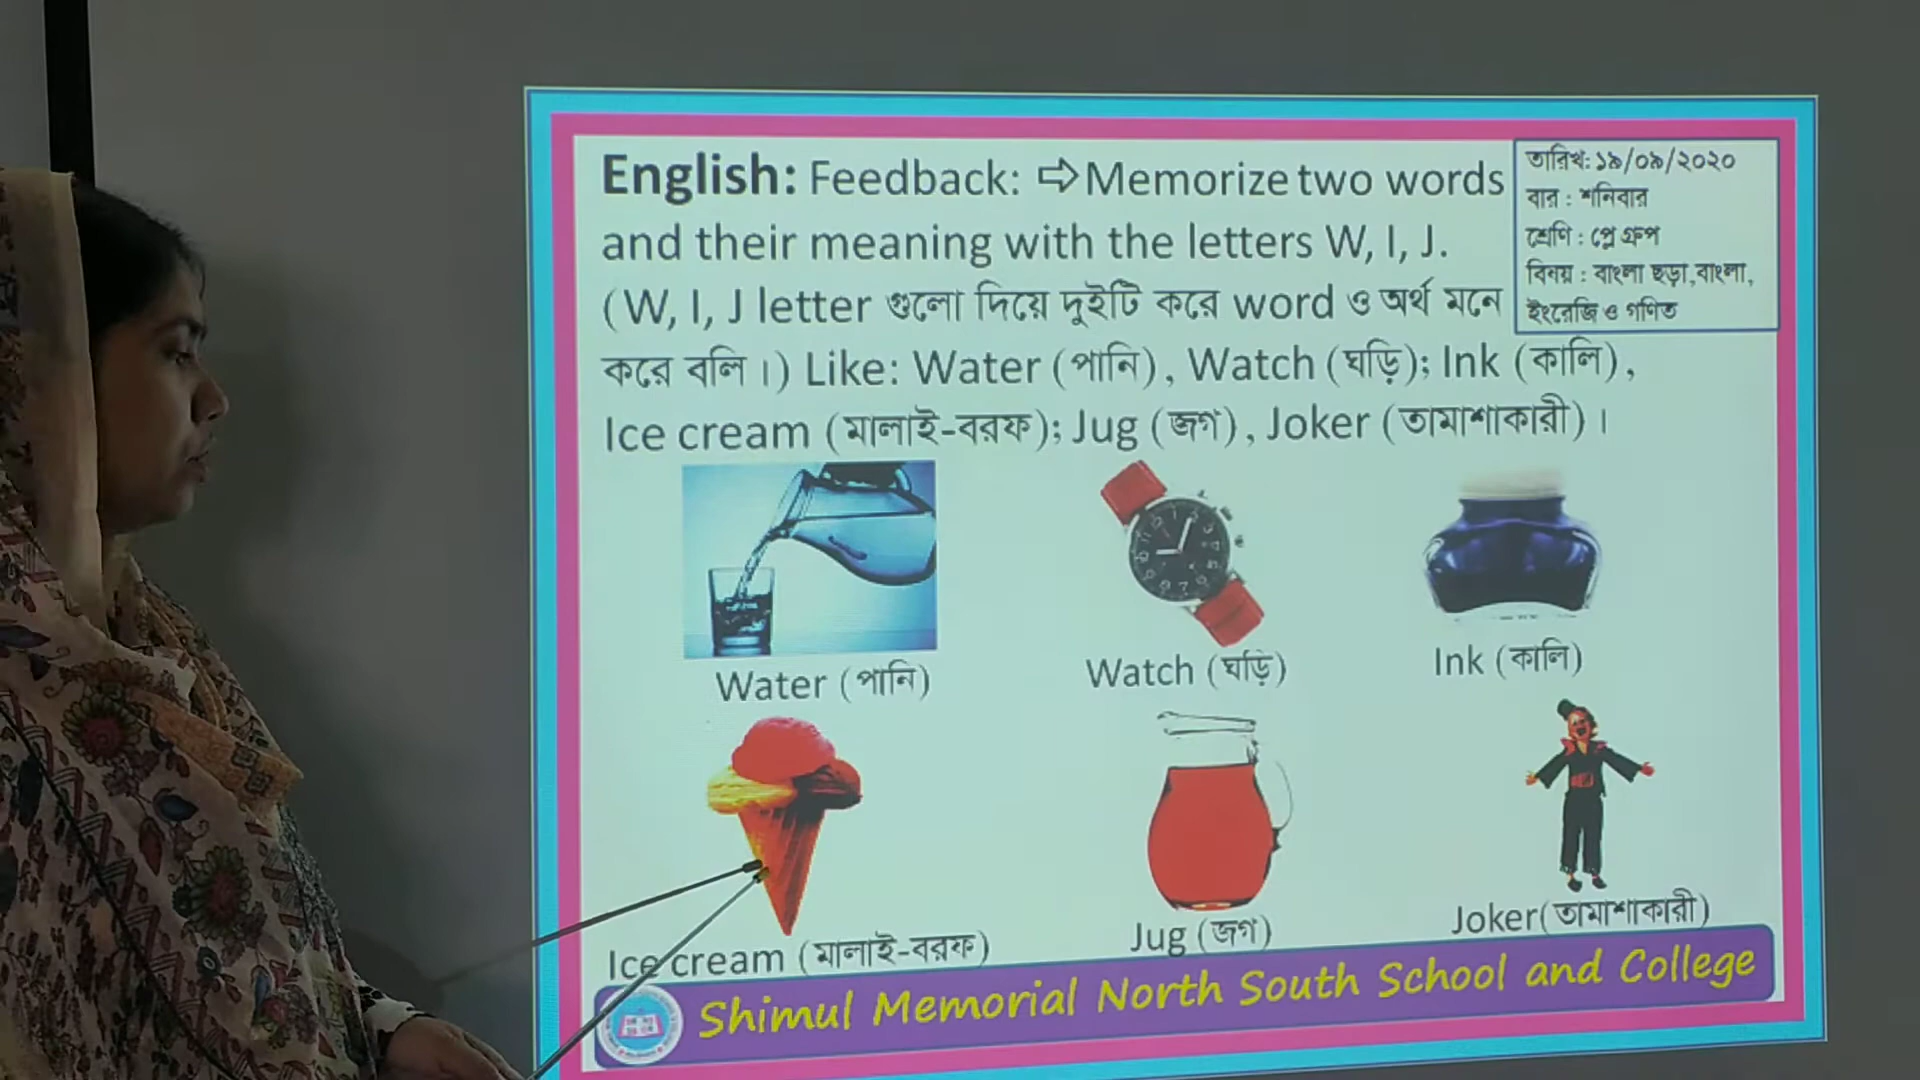 English: Feedback: ⇨Memorize two words
and their meaning with the letters W, I, J.
(W, I, J letter গুলো দিয়ে দুইটি করে word ও অর্থ মনে
করে বলি।) Like: Water (পানি), Watch (ঘড়ি); Ink (কালি),
Ice cream (মালাই-বরফ); Jug (জগ), Joker (তামাশাকারী)।
তারিখ: ১৯/০৯/২০২০
বার : শনিবার
শ্রেণি : প্লে গ্রুপ
বিষয় : বাংলা ছড়া,বাংলা,
ইংরেজি ও গণিত
Water (পানি)
Watch (ঘড়ি)
Ink (কালি)
Ice cream (মালাই-বরফ)
Jug (জগ)
Joker(তামাশাকারী)
Shimul Memorial North South School and College